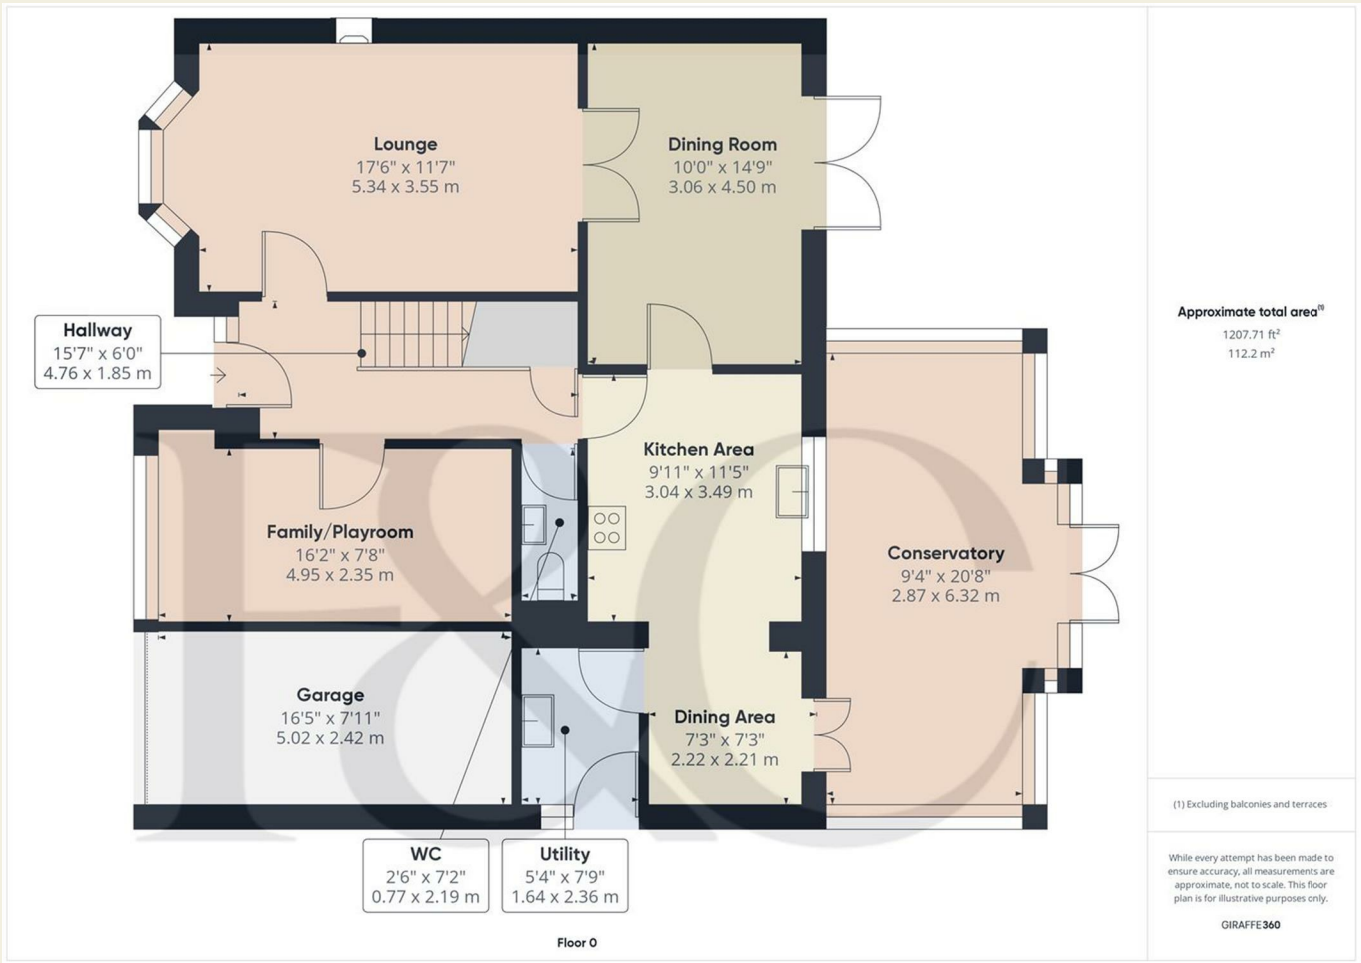 Lounge
17'6" x 11'7"
5.34 x 3.55 m
Dining Room
10'0" x 14'9"
3.06 x 4.50 m
Hallway
15'7" x 6'0"
4.76 x 1.85 m
Kitchen Area
9'11" x 11'5"
3.04 x 3.49 m
Family/Playroom
16'2" x 7'8"
4.95 x 2.35 m
Conservatory
9'4" x 20'8"
2.87 x 6.32 m
Garage
16'5" x 7'11"
5.02 x 2.42 m
Dining Area
7'3" x 7'3"
2.22 x 2.21 m
WC
2'6" x 7'2"
0.77 x 2.19 m
Utility
5'4" x 7'9"
1.64 x 2.36 m
Floor 0
F&C
Approximate total area⁽¹⁾
1207.71 ft²
112.2 m²
(1) Excluding balconies and terraces
While every attempt has been made to
ensure accuracy, all measurements are
approximate, not to scale. This floor
plan is for illustrative purposes only.
GIRAFFE360